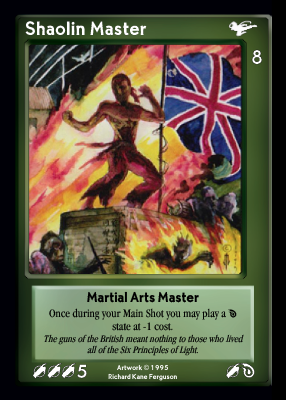 Shaolin Master
8
Martial Arts Master
Once during your Main Shot you may play a
state at -1 cost.
The guns of the British meant nothing to those who lived
all of the Six Principles of Light.
5
Artwork © 1995
Richard Kane Ferguson